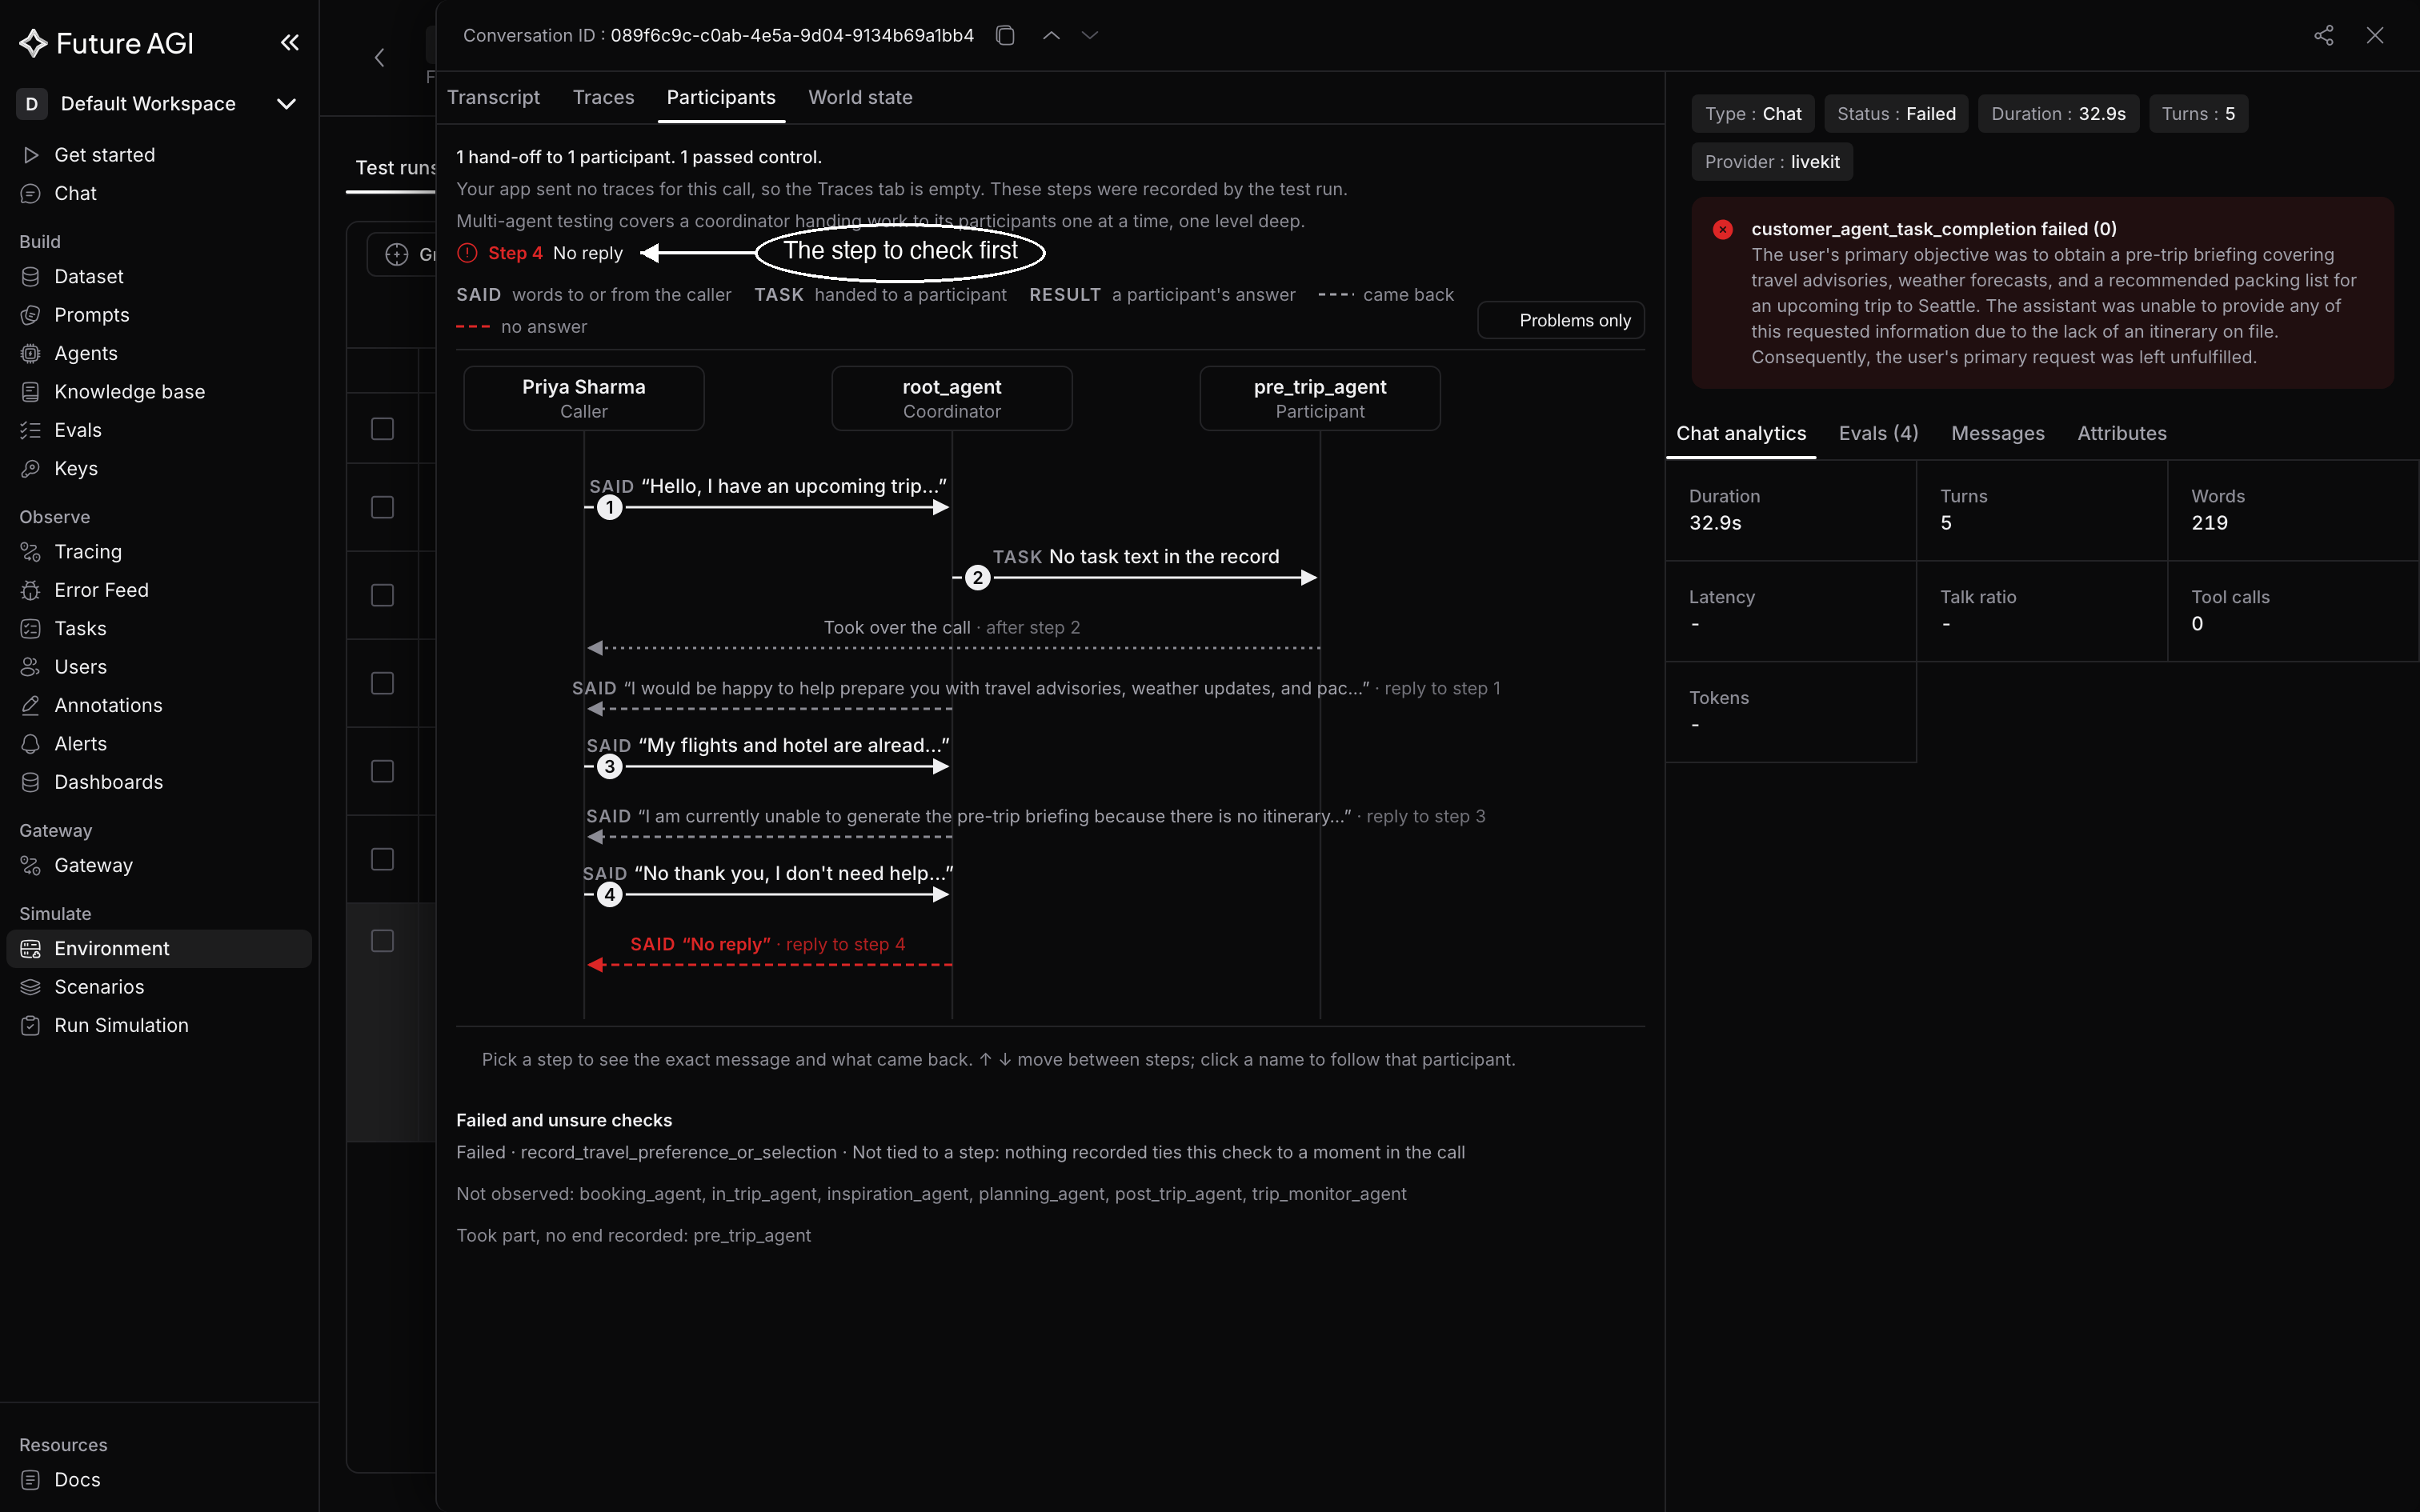 Future AGI
D Default Workspace
Get started
Chat
Build
Dataset
Prompts
Agents
Knowledge base
Evals
Keys
Observe
Tracing
Error Feed
Tasks
Users
Annotations
Alerts
Dashboards
Gateway
Gateway
Simulate
Environment
Scenarios
Run Simulation
Resources
Docs
F
Test runs
Gr
Conversation ID : 089f6c9c-c0ab-4e5a-9d04-9134b69a1bb4
Transcript Traces Participants World state
1 hand-off to 1 participant. 1 passed control.
Your app sent no traces for this call, so the Traces tab is empty. These steps were recorded by the test run.
Multi-agent testing covers a coordinator handing work to its participants one at a time, one level deep.
Step 4 No reply
The step to check first
SAID words to or from the caller TASK handed to a participant RESULT a participant's answer came back
no answer
Problems only
Priya Sharma
Caller
root_agent
Coordinator
pre_trip_agent
Participant
SAID “Hello, I have an upcoming trip...”
1
TASK No task text in the record
2
Took over the call · after step 2
SAID “I would be happy to help prepare you with travel advisories, weather updates, and pac...” · reply to step 1
SAID “My flights and hotel are alread...”
3
SAID “I am currently unable to generate the pre-trip briefing because there is no itinerary...” · reply to step 3
SAID “No thank you, I don't need help...”
4
SAID “No reply” · reply to step 4
Pick a step to see the exact message and what came back. ↑ ↓ move between steps; click a name to follow that participant.
Failed and unsure checks
Failed · record_travel_preference_or_selection · Not tied to a step: nothing recorded ties this check to a moment in the call
Not observed: booking_agent, in_trip_agent, inspiration_agent, planning_agent, post_trip_agent, trip_monitor_agent
Took part, no end recorded: pre_trip_agent
Type : Chat Status : Failed Duration : 32.9s Turns : 5
Provider : livekit
customer_agent_task_completion failed (0)
The user's primary objective was to obtain a pre-trip briefing covering
travel advisories, weather forecasts, and a recommended packing list for
an upcoming trip to Seattle. The assistant was unable to provide any of
this requested information due to the lack of an itinerary on file.
Consequently, the user's primary request was left unfulfilled.
Chat analytics Evals (4) Messages Attributes
Duration
32.9s
Turns
5
Words
219
Latency
-
Talk ratio
-
Tool calls
0
Tokens
-